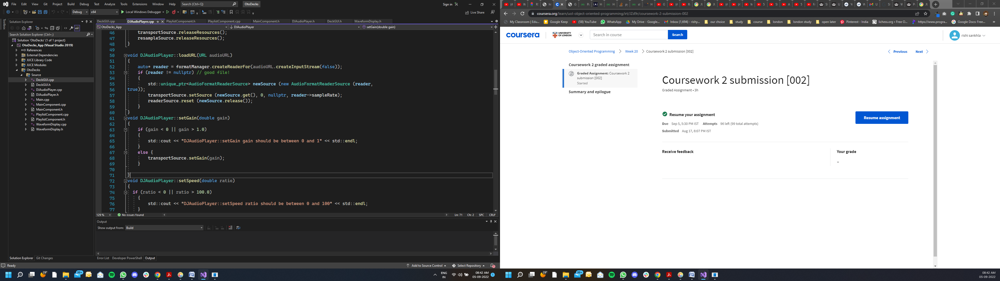 File Edit View Git Project Build Debug Test Analyze Tools Extensions Window Help Search (Ctrl+Q) OtoDecks Sign in
Debug x64 Local Windows Debugger Live Share
Toolbox
Solution Explorer
Search Solution Explorer (Ctrl+;)
Solution 'OtoDecks' (1 of 1 project)
OtoDecks_App (Visual Studio 2019)
References
External Dependencies
JUCE Library Code
JUCE Modules
OtoDecks
Source
DeckGUI.cpp
DeckGUI.h
DJAudioPlayer.cpp
DJAudioPlayer.h
Main.cpp
MainComponent.cpp
MainComponent.h
PlaylistComponent.cpp
PlaylistComponent.h
WaveformDisplay.cpp
WaveformDisplay.h
Solution Explorer Git Changes
DeckGUI.cpp DJAudioPlayer.cpp PlaylistComponent.h PlaylistComponent.cpp MainComponent.h DJAudioPlayer.h DeckGUI.h WaveformDisplay.h
OtoDecks_App DJAudioPlayer setGain(double gain)
46 transportSource.releaseResources();
47 resampleSource.releaseResources();
48 }
49
50 void DJAudioPlayer::loadURL(URL audioURL)
51 {
52 auto* reader = formatManager.createReaderFor(audioURL.createInputStream(false));
53 if (reader != nullptr) // good file!
54 {
55 std::unique_ptr<AudioFormatReaderSource> newSource (new AudioFormatReaderSource (reader,
56 true));
57 transportSource.setSource (newSource.get(), 0, nullptr, reader->sampleRate);
58 readerSource.reset (newSource.release());
59 }
60 }
61 void DJAudioPlayer::setGain(double gain)
62 {
63 if (gain < 0 || gain > 1.0)
64 {
65 std::cout << "DJAudioPlayer::setGain gain should be between 0 and 1" << std::endl;
66 }
67 else {
68 transportSource.setGain(gain);
69 }
70
71 }
72 void DJAudioPlayer::setSpeed(double ratio)
73 {
74 if (ratio < 0 || ratio > 100.0)
75 {
76 std::cout << "DJAudioPlayer::setSpeed ratio should be between 0 and 100" << std::endl;
77 }
129 % No issues found Ln: 71 Ch: 2 SPC CRLF
Output
Show output from: Build
Error List Developer PowerShell Output
Ready Add to Source Control Select Repository 1
29° 99+ ENG IN 08:42 AM 05-09-2022 1
coursera.org/learn/uol-object-oriented-programming/irt/JZd9r/coursework-2-submission-002
My Classroom | Edu... Google Keep (58) YouTube WhatsApp My Drive - Google... Inbox (1,694) - rishy... our choice study course london london study open later Pinterest - India lichess.org • Free O... https://www.progra... Google Docs: Free... »
coursera UNIVERSITY OF LONDON Search in course Search rishi sankhla
Object-Oriented Programming Week 20 Coursework 2 submission [002] Previous Next
Coursework 2 graded assignment
Graded Assignment: Coursework 2
submission [002]
Started
Summary and epilogue
Coursework 2 submission [002]
Graded Assignment • 3h
Resume your assignment
Resume assignment
Due Sep 5, 5:30 PM IST Attempts 96 left (99 total attempts)
Submitted Aug 17, 6:07 PM IST
Receive feedback Your grade
–
29° 99+ 08:42 AM
05-09-2022